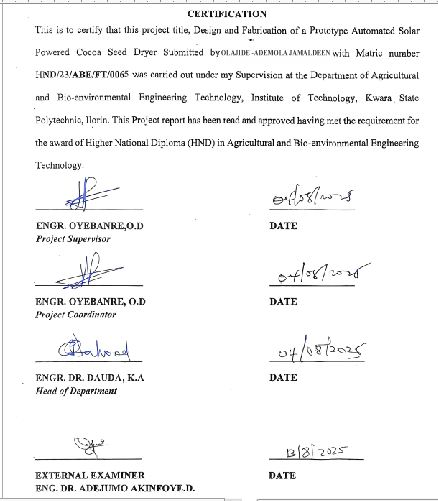 CERTIFICATION
This is to certify that this project title, Design and Fabrication of a Prototype Automated Solar
Powered Cocoa Seed Dryer Submitted by OLAJIDE-ADEMOLA JAMALDEEN with Matric number
HND/23/ABE/FT/0065 was carried out under my Supervision at the Department of Agricultural
and Bio-environmental Engineering Technology, Institute of Technology, Kwara State
Polytechnic, Ilorin. This Project report has been read and approved having met the requirement for
the award of Higher National Diploma (HND) in Agricultural and Bio-environmental Engineering
Technology
04/08/2025
ENGR. OYEBANRE,O.D DATE
Project Supervisor
04/08/2025
ENGR. OYEBANRE, O.D DATE
Project Coordinator
04/08/2025
ENGR. DR. DAUDA, K.A DATE
Head of Department
13/8/2025
EXTERNAL EXAMINER DATE
ENG. DR. ADEJUMO AKINFOYE.D.